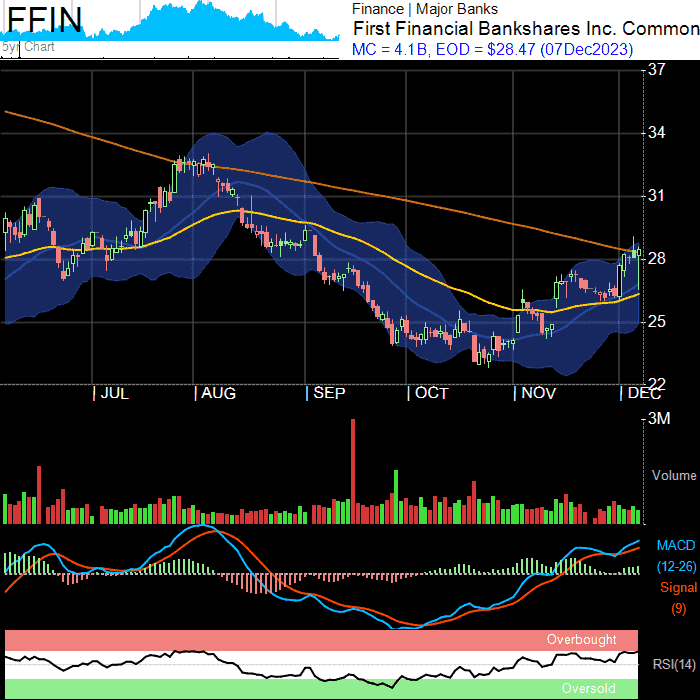 FFIN
5yr Chart
Finance | Major Banks
First Financial Bankshares Inc. Common
MC = 4.1B, EOD = $28.47 (07Dec2023)
37
34
31
28
25
22
| JUL | AUG | SEP | OCT | NOV | DEC
3M
Volume
MACD
(12-26)
Signal
(9)
Overbought
RSI(14)
Oversold